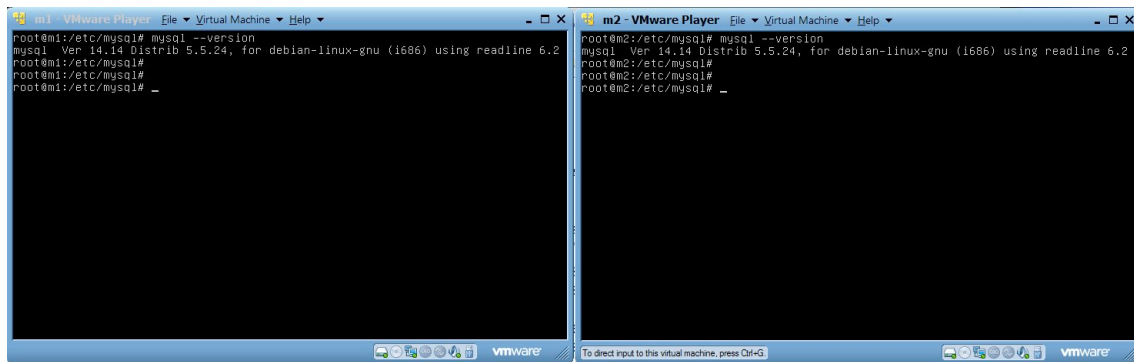 m1 - VMware Player File ▾ Virtual Machine ▾ Help ▾
root@m1:/etc/mysql# mysql --version
mysql  Ver 14.14 Distrib 5.5.24, for debian-linux-gnu (i686) using readline 6.2
root@m1:/etc/mysql#
root@m1:/etc/mysql#
root@m1:/etc/mysql# _
vmware
m2 - VMware Player File ▾ Virtual Machine ▾ Help ▾
root@m2:/etc/mysql# mysql --version
mysql  Ver 14.14 Distrib 5.5.24, for debian-linux-gnu (i686) using readline 6.2
root@m2:/etc/mysql#
root@m2:/etc/mysql#
root@m2:/etc/mysql# _
To direct input to this virtual machine, press Ctrl+G.
vmware